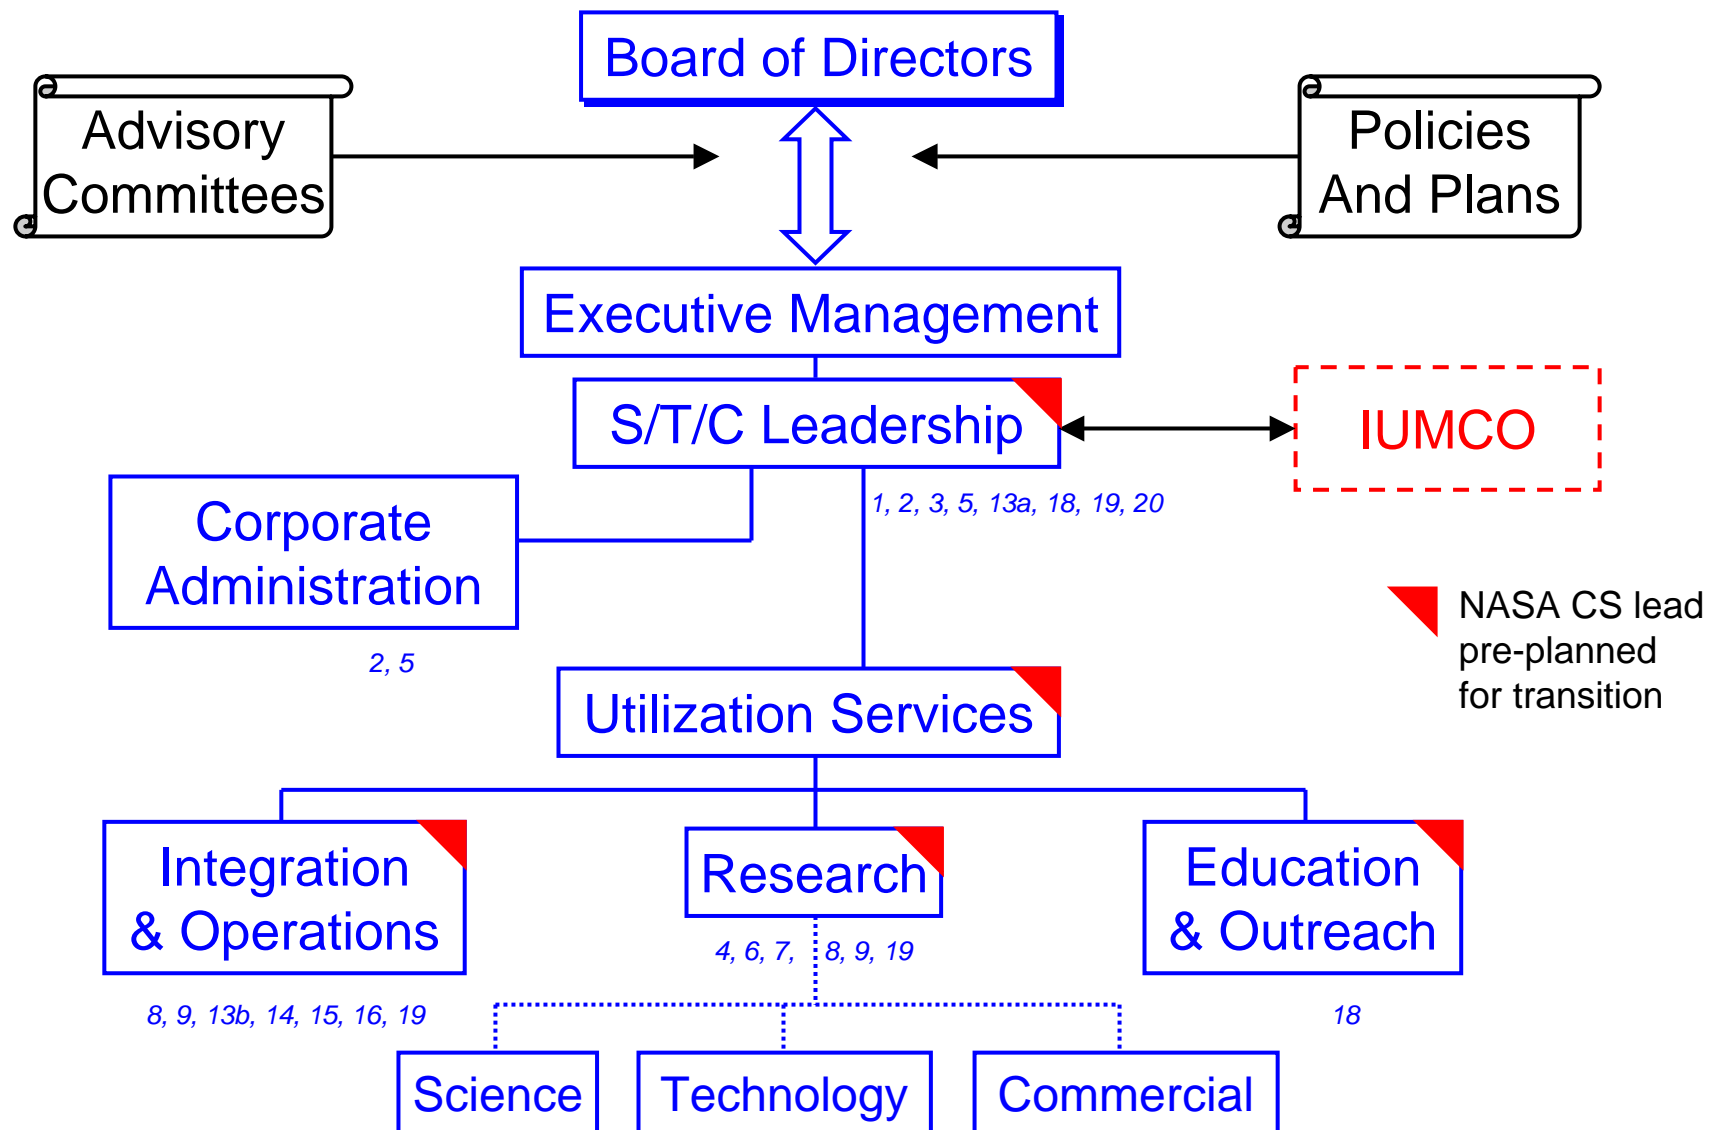 Board of Directors
Advisory
Committees
Policies
And Plans
Executive Management
S/T/C Leadership
IUMCO
1, 2, 3, 5, 13a, 18, 19, 20
Corporate
Administration
2, 5
NASA CS lead
pre-planned
for transition
Utilization Services
Integration
& Operations
Research
Education
& Outreach
4, 6, 7, 8, 9, 19
8, 9, 13b, 14, 15, 16, 19
18
Science
Technology
Commercial